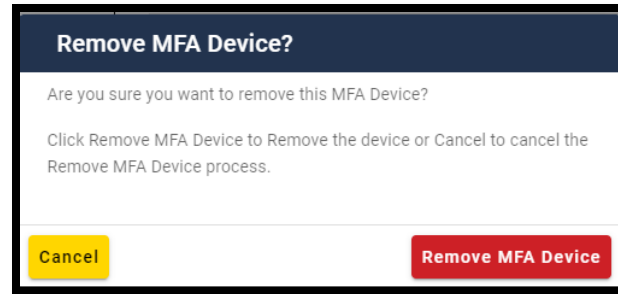 Remove MFA Device?
Are you sure you want to remove this MFA Device?
Click Remove MFA Device to Remove the device or Cancel to cancel the
Remove MFA Device process.
Cancel
Remove MFA Device